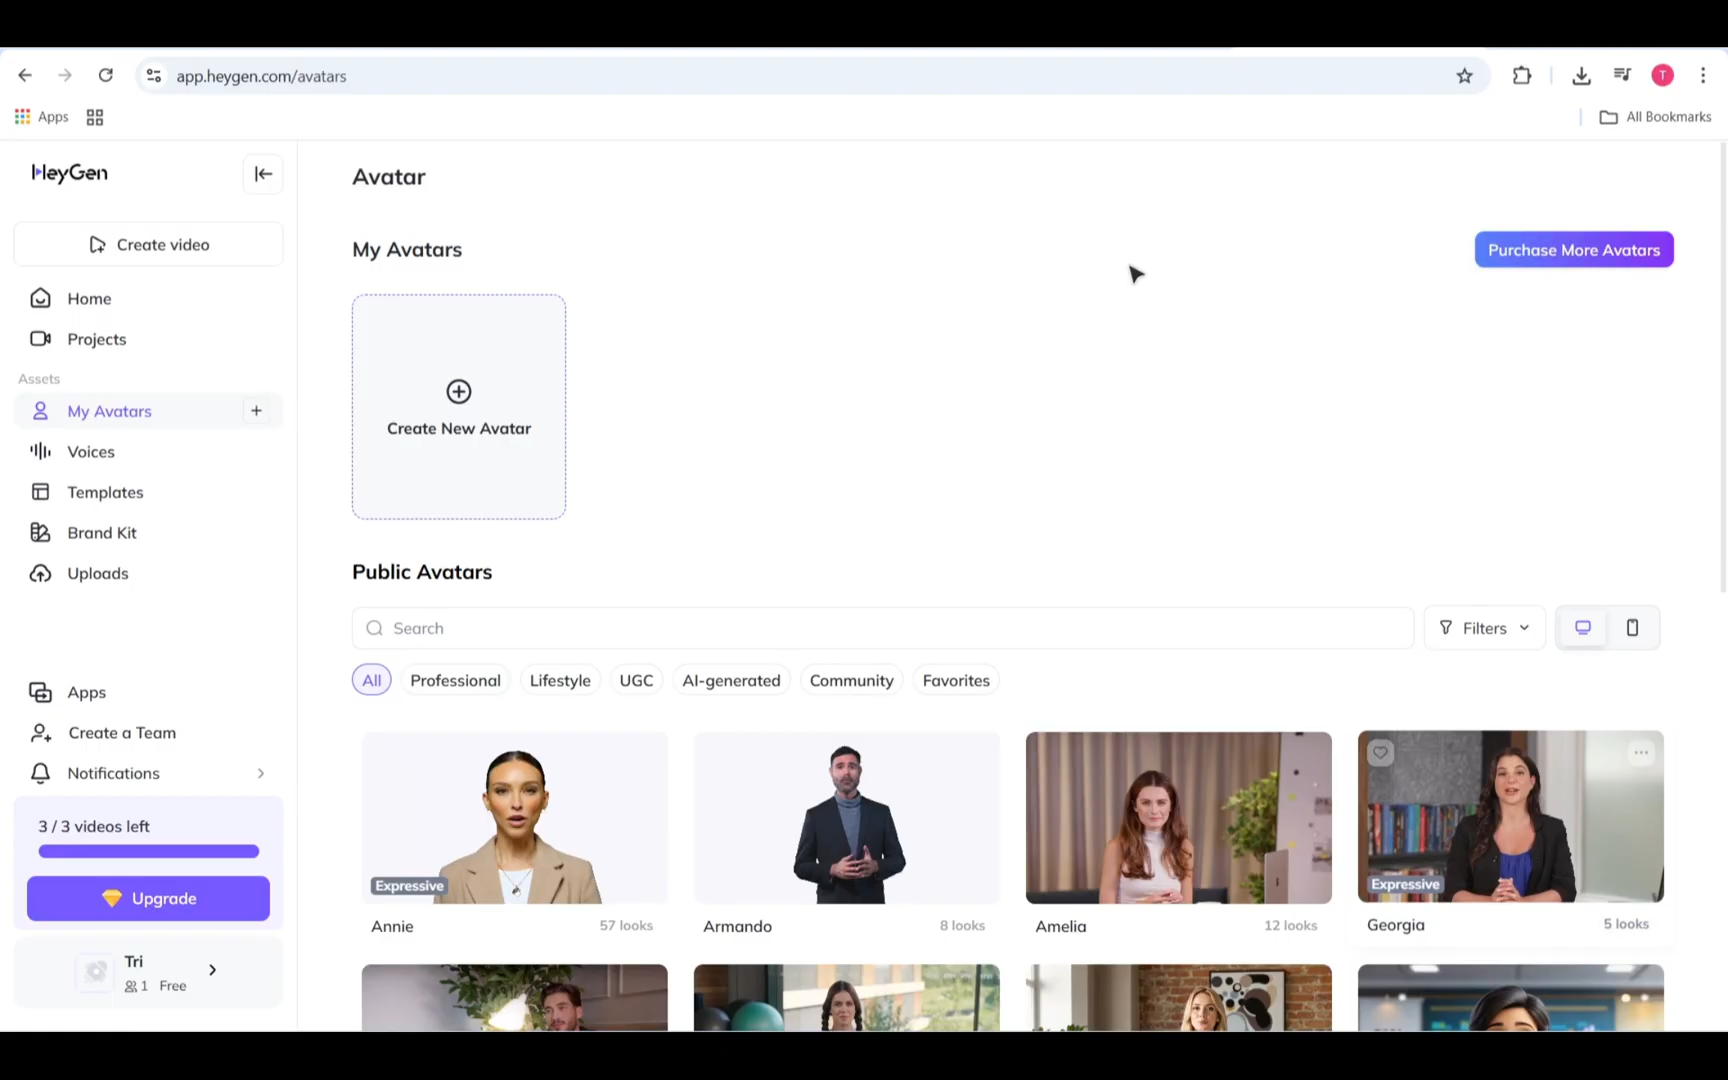 app.heygen.com/avatars
T
Apps
All Bookmarks
HeyGen
Create video
Home
Projects
Assets
My Avatars
Voices
Templates
Brand Kit
Uploads
Apps
Create a Team
Notifications
3 / 3 videos left
Upgrade
Tri
1 Free
Avatar
My Avatars
Purchase More Avatars
Create New Avatar
Public Avatars
Search
Filters
All Professional Lifestyle UGC AI-generated Community Favorites
Expressive
Expressive
Annie 57 looks
Armando 8 looks
Amelia 12 looks
Georgia 5 looks